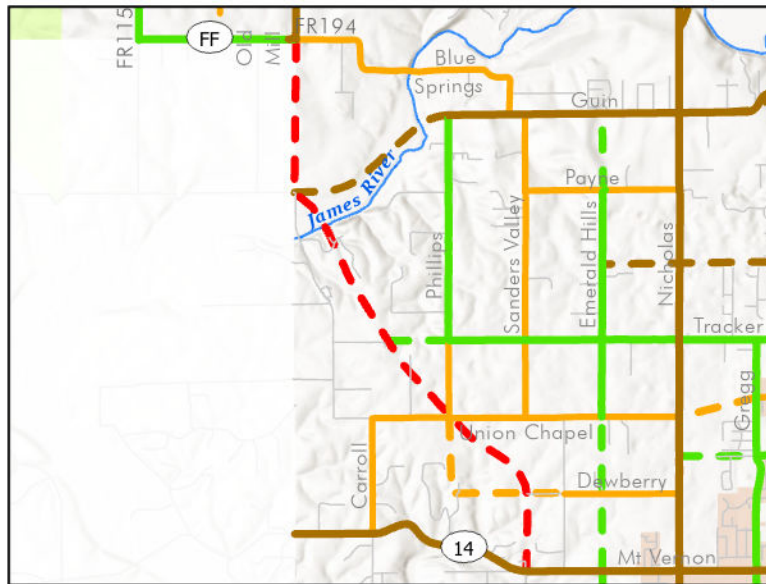 FR115
FF
Old
Mill
FR194
Blue
Springs
Guin
James River
Payne
Phillips
Sanders Valley
Emerald Hills
Nicholas
Tracker
Gregg
Union Chapel
Carroll
Dewberry
14
Mt Vernon